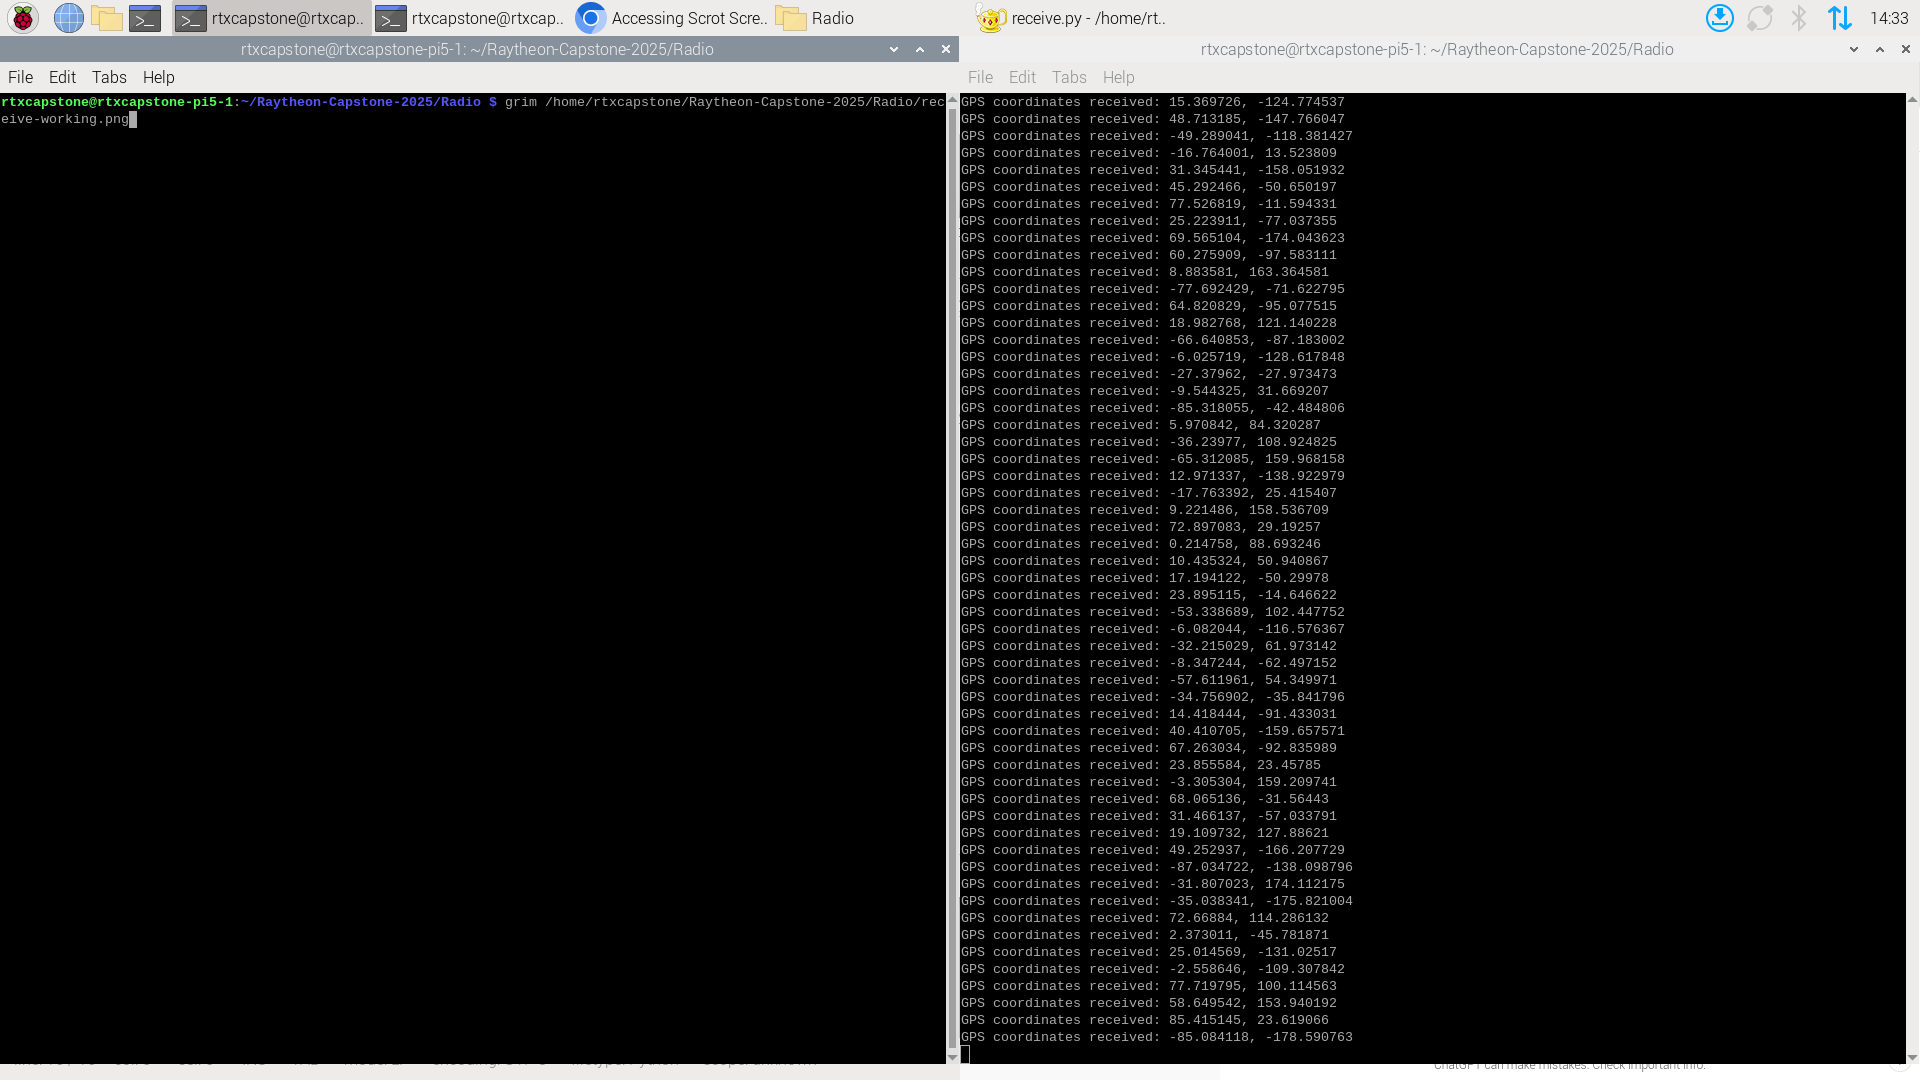 rtxcapstone@rtxcap..
rtxcapstone@rtxcap..
Accessing Scrot Scre..
Radio
receive.py - /home/rt..
14:33
rtxcapstone@rtxcapstone-pi5-1: ~/Raytheon-Capstone-2025/Radio
File Edit Tabs Help
rtxcapstone@rtxcapstone-pi5-1:~/Raytheon-Capstone-2025/Radio $ grim /home/rtxcapstone/Raytheon-Capstone-2025/Radio/rec
eive-working.png
rtxcapstone@rtxcapstone-pi5-1: ~/Raytheon-Capstone-2025/Radio
File Edit Tabs Help
GPS coordinates received: 15.369726, -124.774537
GPS coordinates received: 48.713185, -147.766047
GPS coordinates received: -49.289041, -118.381427
GPS coordinates received: -16.764001, 13.523809
GPS coordinates received: 31.345441, -158.051932
GPS coordinates received: 45.292466, -50.650197
GPS coordinates received: 77.526819, -11.594331
GPS coordinates received: 25.223911, -77.037355
GPS coordinates received: 69.565104, -174.043623
GPS coordinates received: 60.275909, -97.583111
GPS coordinates received: 8.883581, 163.364581
GPS coordinates received: -77.692429, -71.622795
GPS coordinates received: 64.820829, -95.077515
GPS coordinates received: 18.982768, 121.140228
GPS coordinates received: -66.640853, -87.183002
GPS coordinates received: -6.025719, -128.617848
GPS coordinates received: -27.37962, -27.973473
GPS coordinates received: -9.544325, 31.669207
GPS coordinates received: -85.318055, -42.484806
GPS coordinates received: 5.970842, 84.320287
GPS coordinates received: -36.23977, 108.924825
GPS coordinates received: -65.312085, 159.968158
GPS coordinates received: 12.971337, -138.922979
GPS coordinates received: -17.763392, 25.415407
GPS coordinates received: 9.221486, 158.536709
GPS coordinates received: 72.897083, 29.19257
GPS coordinates received: 0.214758, 88.693246
GPS coordinates received: 10.435324, 50.940867
GPS coordinates received: 17.194122, -50.29978
GPS coordinates received: 23.895115, -14.646622
GPS coordinates received: -53.338689, 102.447752
GPS coordinates received: -6.082044, -116.576367
GPS coordinates received: -32.215029, 61.973142
GPS coordinates received: -8.347244, -62.497152
GPS coordinates received: -57.611961, 54.349971
GPS coordinates received: -34.756902, -35.841796
GPS coordinates received: 14.418444, -91.433031
GPS coordinates received: 40.410705, -159.657571
GPS coordinates received: 67.263034, -92.835989
GPS coordinates received: 23.855584, 23.45785
GPS coordinates received: -3.305304, 159.209741
GPS coordinates received: 68.065136, -31.56443
GPS coordinates received: 31.466137, -57.033791
GPS coordinates received: 19.109732, 127.88621
GPS coordinates received: 49.252937, -166.207729
GPS coordinates received: -87.034722, -138.098796
GPS coordinates received: -31.807023, 174.112175
GPS coordinates received: -35.038341, -175.821004
GPS coordinates received: 72.66884, 114.286132
GPS coordinates received: 2.373011, -45.781871
GPS coordinates received: 25.014569, -131.02517
GPS coordinates received: -2.558646, -109.307842
GPS coordinates received: 77.719795, 100.114563
GPS coordinates received: 58.649542, 153.940192
GPS coordinates received: 85.415145, 23.619066
GPS coordinates received: -85.084118, -178.590763
ChatGPT can make mistakes. Check important info.